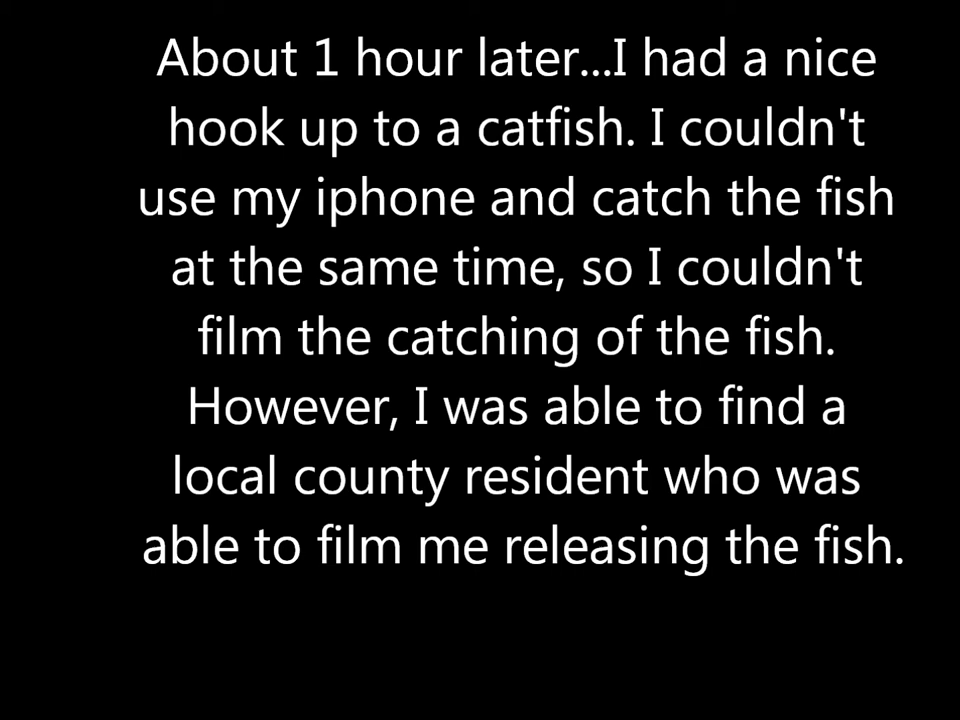 About 1 hour later...I had a nice
hook up to a catfish. I couldn't
use my iphone and catch the fish
at the same time, so I couldn't
film the catching of the fish.
However, I was able to find a
local county resident who was
able to film me releasing the fish.